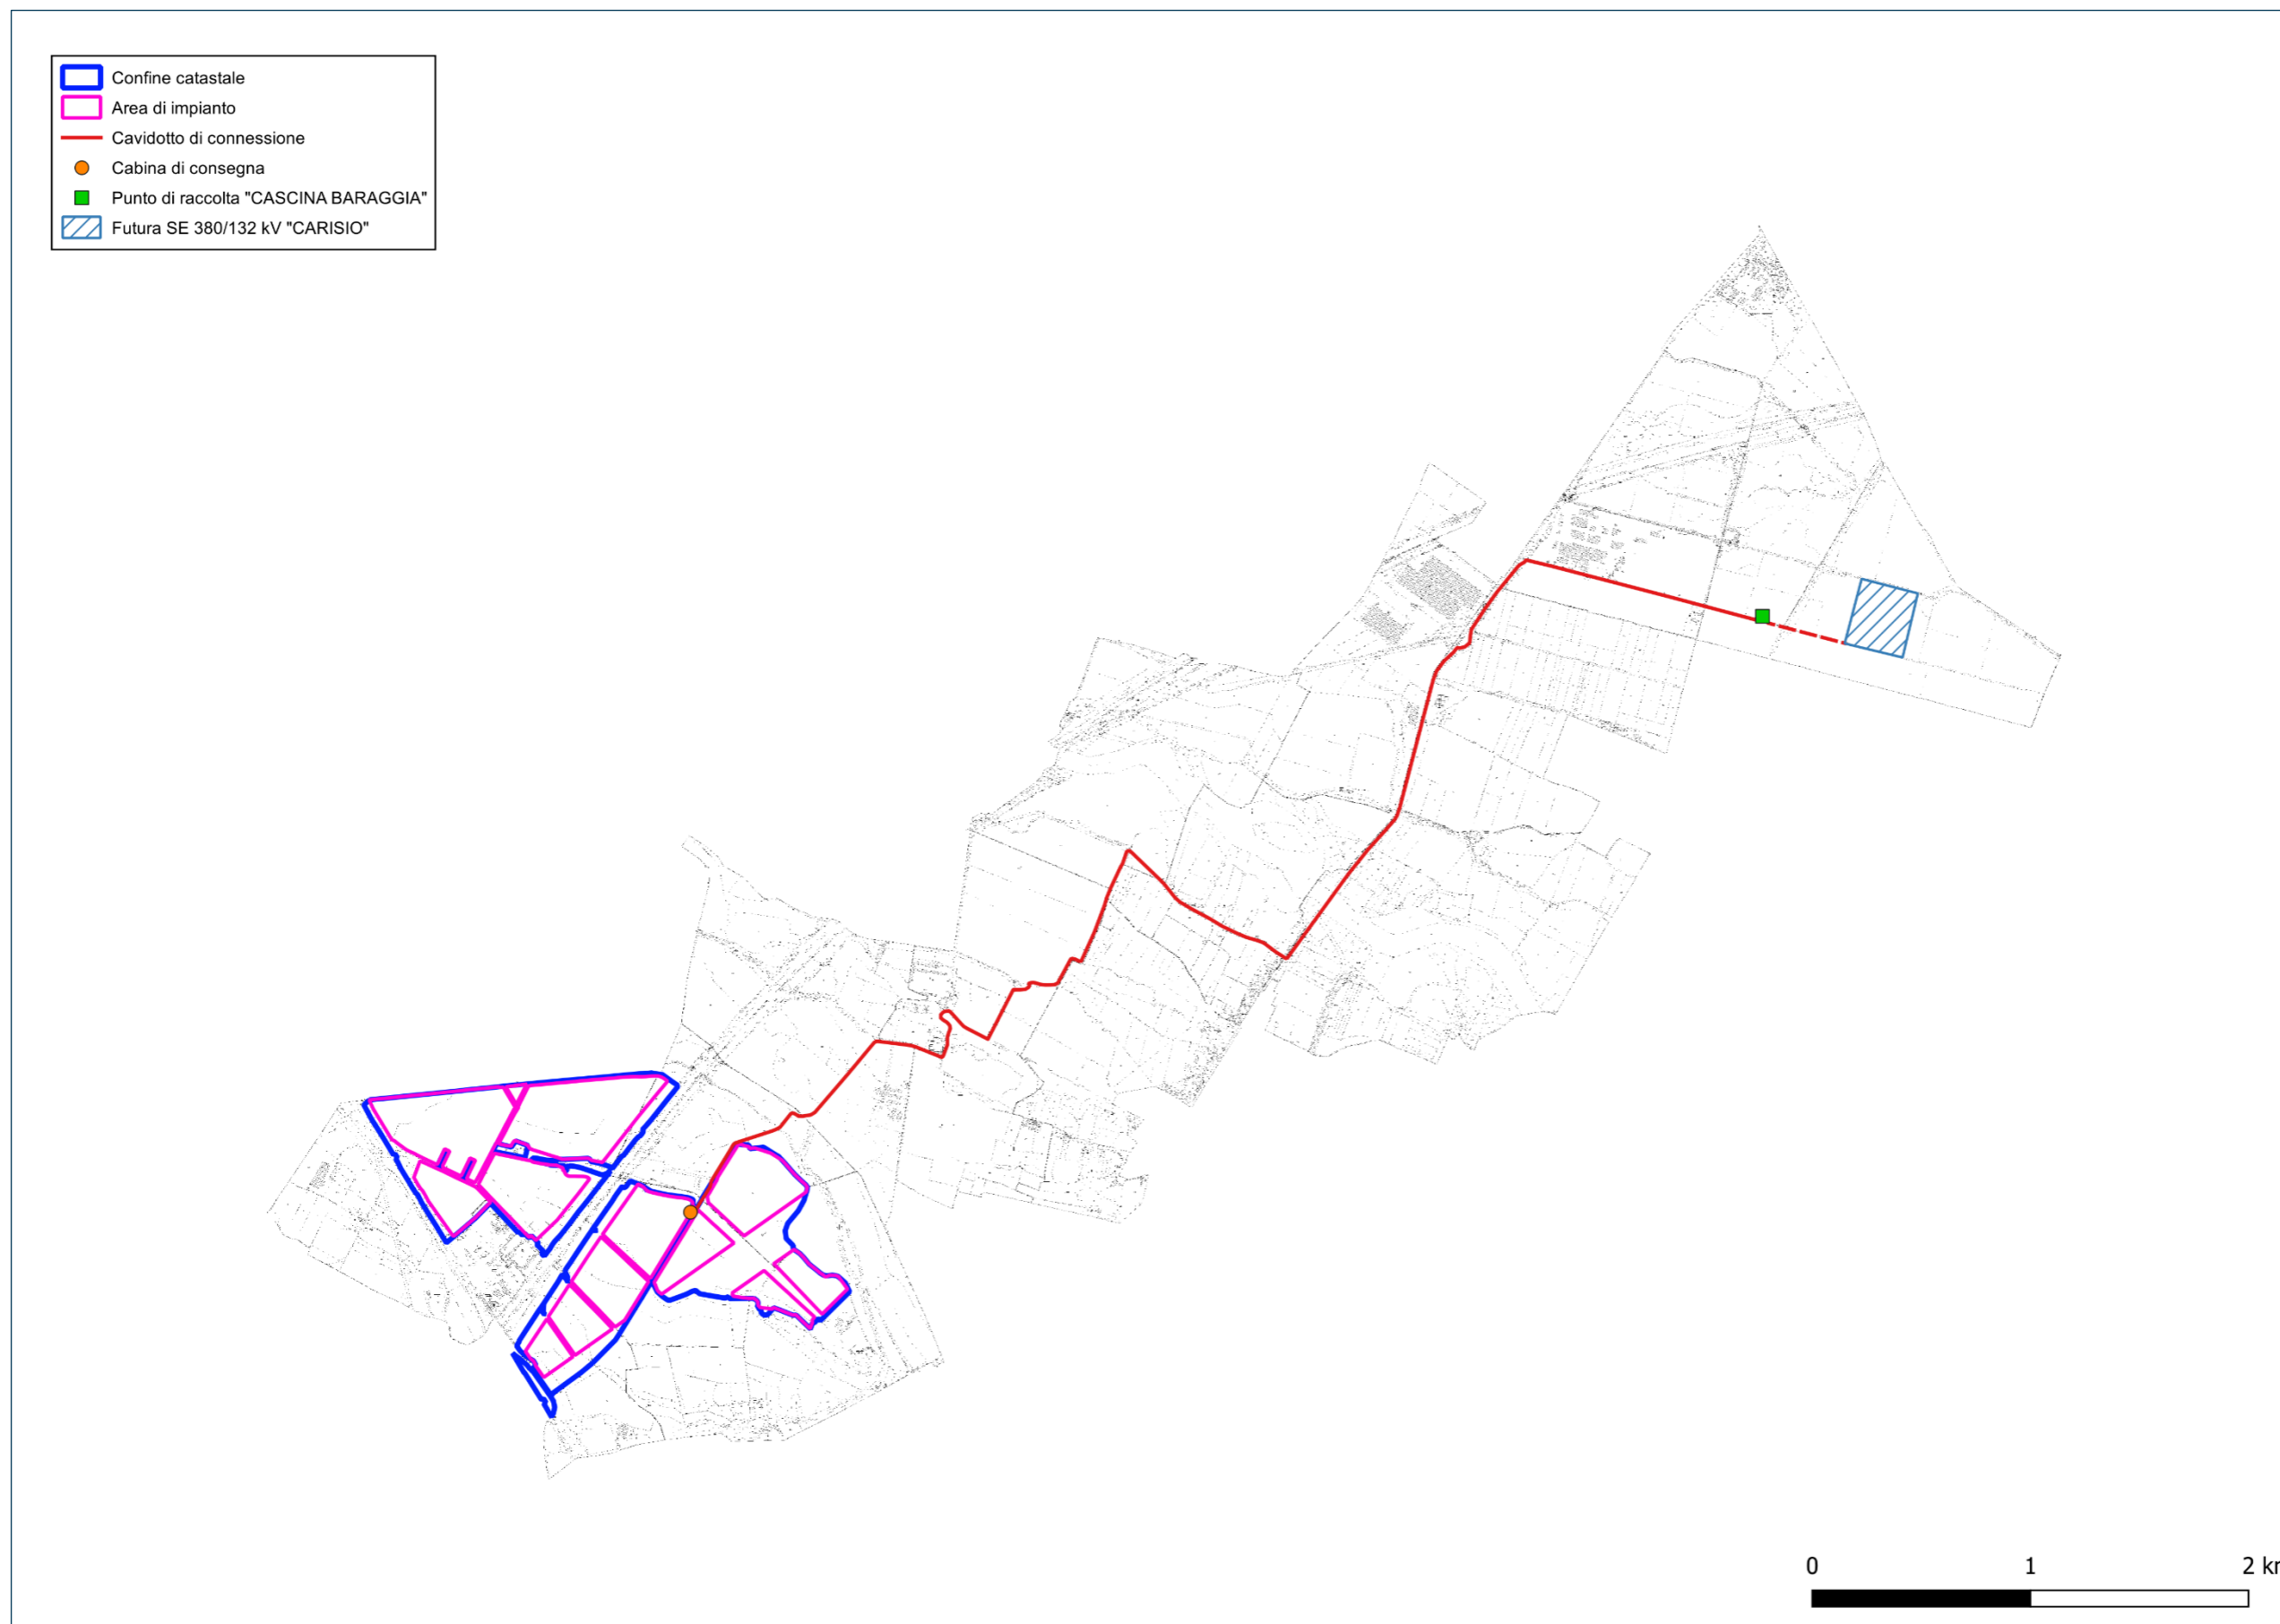 Confine catastale
Area di impianto
Cavidotto di connessione
Cabina di consegna
Punto di raccolta "CASCINA BARAGGIA"
Futura SE 380/132 kV "CARISIO"
0 1 2 km